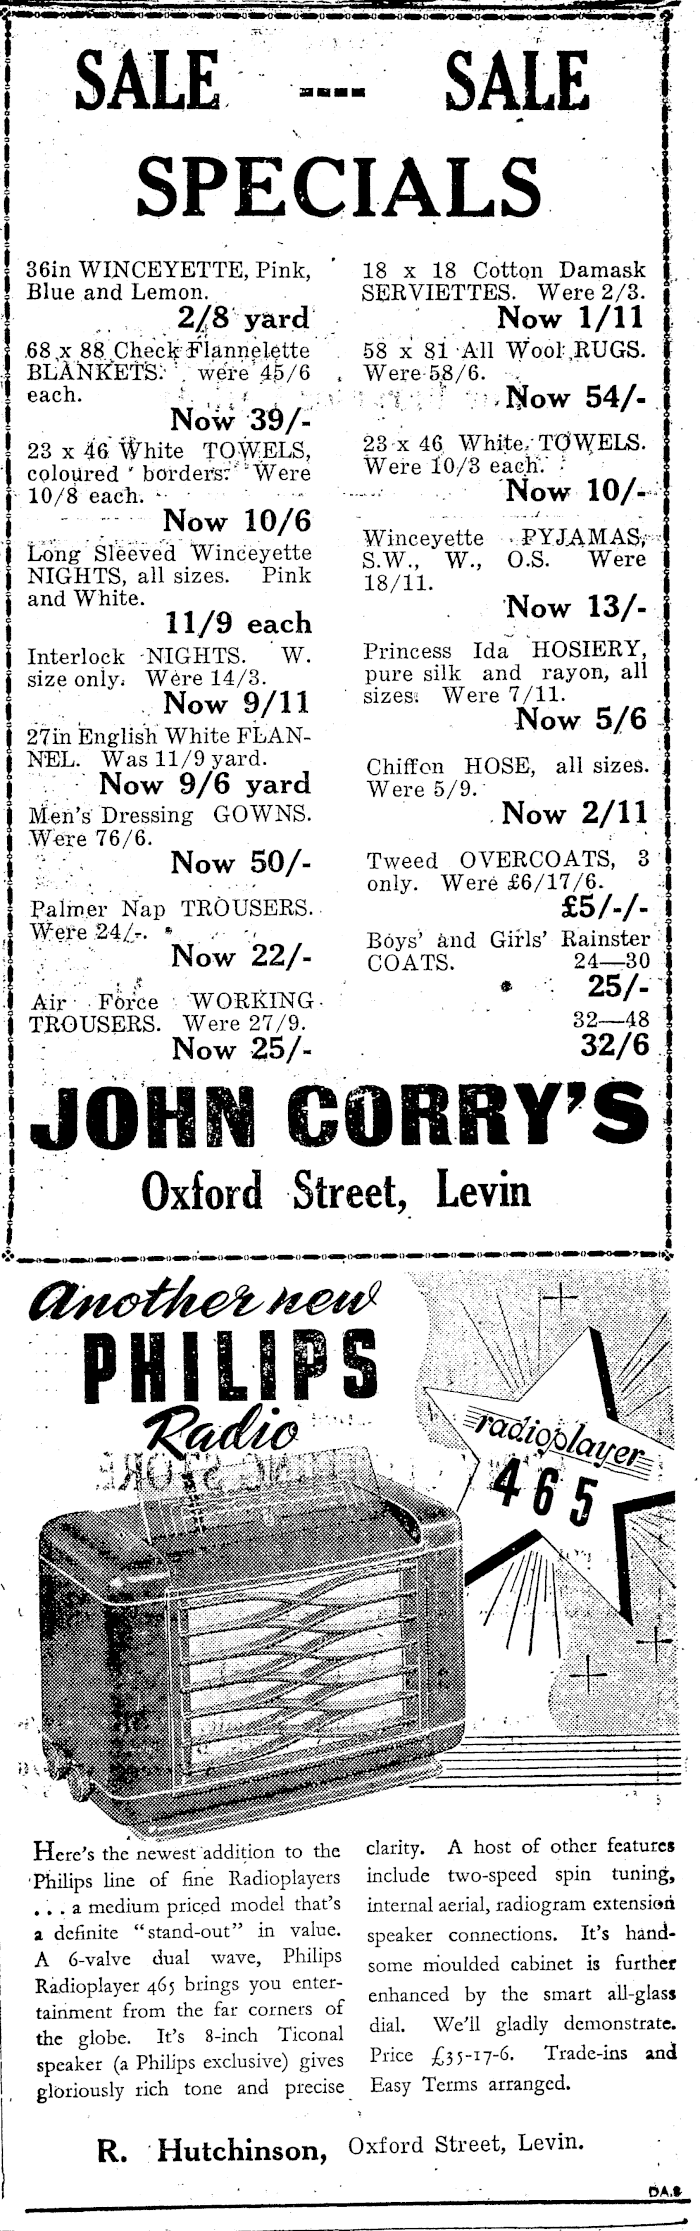 SALE ---- SALE
SPECIALS
36in WINCEYETTE, Pink,
Blue and Lemon.
2/8 yard
68 x 88 Check Flannelette
BLANKETS. were 45/6
each.
Now 39/-
23 x 46 White TOWELS,
coloured borders. Were
10/8 each.
Now 10/6
Long Sleeved Winceyette
NIGHTS, all sizes. Pink
and White.
11/9 each
Interlock NIGHTS. W.
size only. Were 14/3.
Now 9/11
27in English White FLAN-
NEL. Was 11/9 yard.
Now 9/6 yard
Men's Dressing GOWNS.
Were 76/6.
Now 50/-
Palmer Nap TROUSERS.
Were 24/-.
Now 22/-
Air Force WORKING
TROUSERS. Were 27/9.
Now 25/-
18 x 18 Cotton Damask
SERVIETTES. Were 2/3.
Now 1/11
58 x 81 All Wool RUGS.
Were 58/6.
Now 54/-
23 x 46 White TOWELS.
Were 10/3 each.
Now 10/-
Winceyette PYJAMAS,
S.W., W., O.S. Were
18/11.
Now 13/-
Princess Ida HOSIERY,
pure silk and rayon, all
sizes. Were 7/11.
Now 5/6
Chiffon HOSE, all sizes.
Were 5/9.
Now 2/11
Tweed OVERCOATS, 3
only. Were £6/17/6.
£5/-/-
Boys' and Girls' Rainster
COATS. 24—30
25/-
32—48
32/6
JOHN CORRY'S
Oxford Street, Levin
Another new
PHILIPS
Radio
radioplayer
465
Here's the newest addition to the
Philips line of fine Radioplayers
. . . a medium priced model that's
a definite "stand-out" in value.
A 6-valve dual wave, Philips
Radioplayer 465 brings you enter-
tainment from the far corners of
the globe. It's 8-inch Ticonal
speaker (a Philips exclusive) gives
gloriously rich tone and precise
clarity. A host of other features
include two-speed spin tuning,
internal aerial, radiogram extension
speaker connections. It's hand-
some moulded cabinet is further
enhanced by the smart all-glass
dial. We'll gladly demonstrate.
Price £35-17-6. Trade-ins and
Easy Terms arranged.
R. Hutchinson, Oxford Street, Levin.